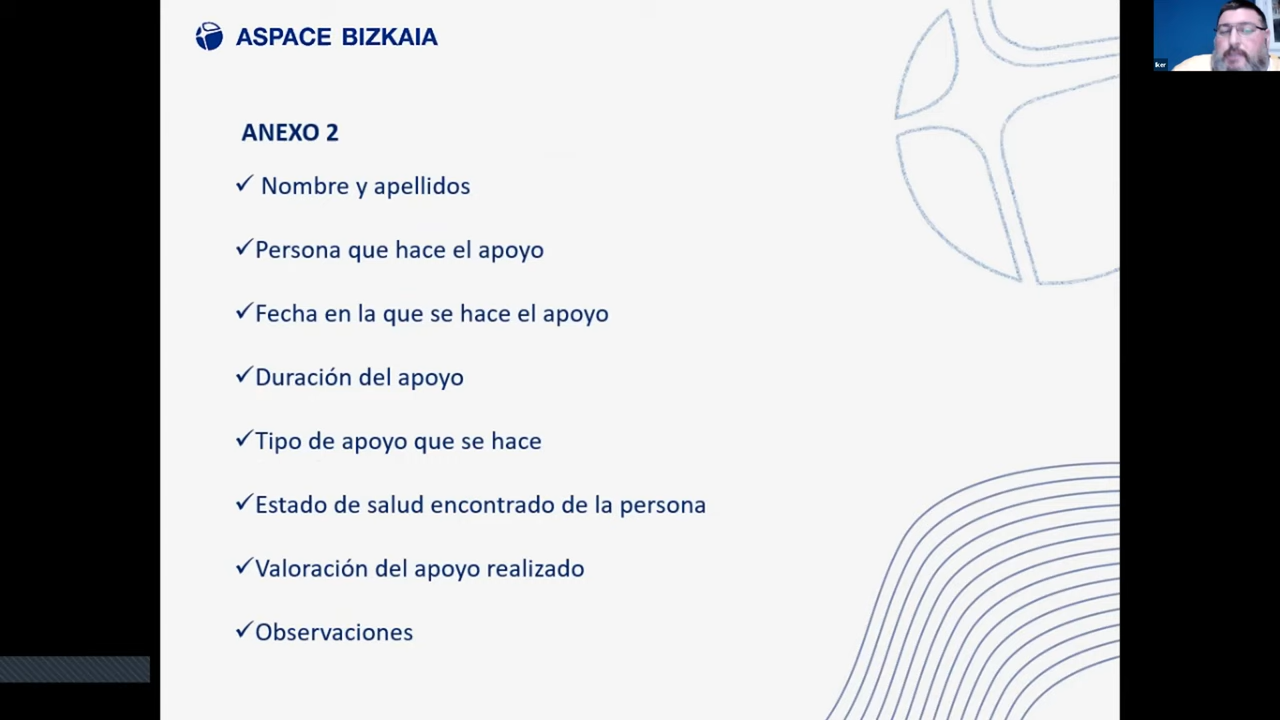 ASPACE BIZKAIA
Iker
ANEXO 2
✓ Nombre y apellidos
✓Persona que hace el apoyo
✓Fecha en la que se hace el apoyo
✓Duración del apoyo
✓Tipo de apoyo que se hace
✓Estado de salud encontrado de la persona
✓Valoración del apoyo realizado
✓Observaciones